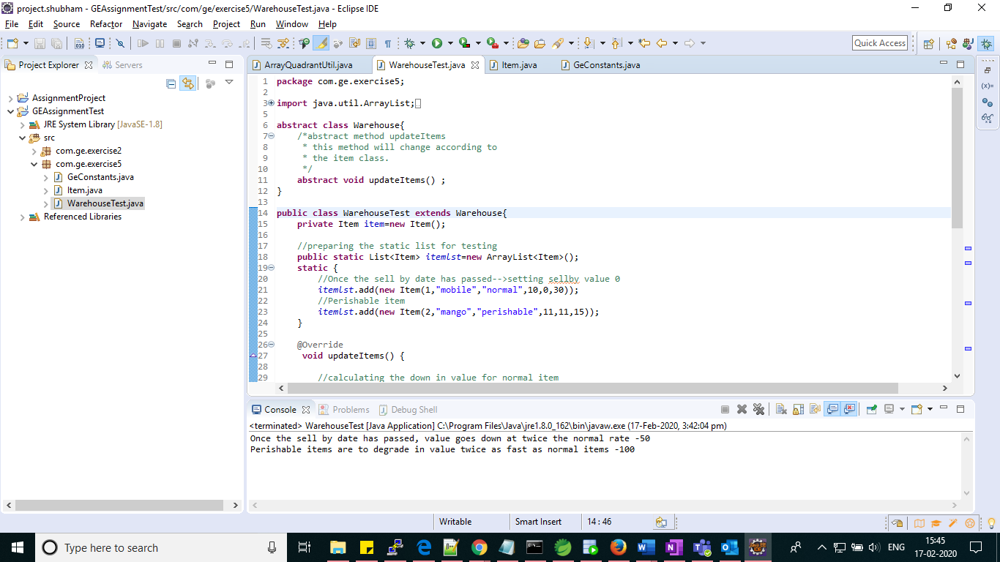 project.shubham - GEAssignmentTest/src/com/ge/exercise5/WarehouseTest.java - Eclipse IDE
File Edit Source Refactor Navigate Search Project Run Window Help
Quick Access
Project Explorer Servers
AssignmentProject
GEAssignmentTest
JRE System Library [JavaSE-1.8]
src
com.ge.exercise2
com.ge.exercise5
GeConstants.java
Item.java
WarehouseTest.java
Referenced Libraries
ArrayQuadrantUtil.java WarehouseTest.java Item.java GeConstants.java
1 package com.ge.exercise5;
2
3 import java.util.ArrayList;
5
6 abstract class Warehouse{
7 /*abstract method updateItems
8 * this method will change according to
9 * the item class.
10 */
11 abstract void updateItems() ;
12 }
13
14 public class WarehouseTest extends Warehouse{
15 private Item item=new Item();
16
17 //preparing the static list for testing
18 public static List<Item> itemlst=new ArrayList<Item>();
19 static {
20 //Once the sell by date has passed-->setting sellby value 0
21 itemlst.add(new Item(1,"mobile","normal",10,0,30));
22 //Perishable item
23 itemlst.add(new Item(2,"mango","perishable",11,11,15));
24 }
25
26 @Override
27 void updateItems() {
28
29 //calculating the down in value for normal item
Console Problems Debug Shell
<terminated> WarehouseTest [Java Application] C:\Program Files\Java\jre1.8.0_162\bin\javaw.exe (17-Feb-2020, 3:42:04 pm)
Once the sell by date has passed, value goes down at twice the normal rate -50
Perishable items are to degrade in value twice as fast as normal items -100
Writable Smart Insert 14 : 46
Type here to search
ENG
15:45
17-02-2020